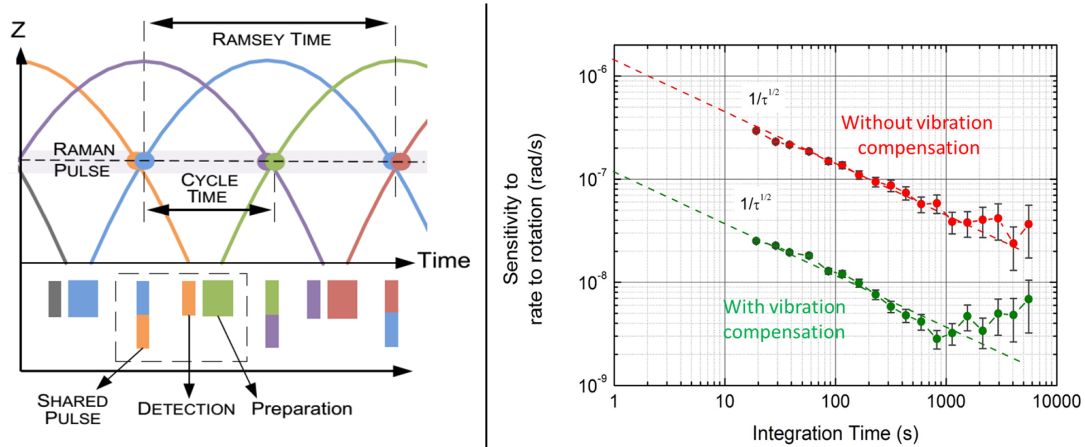 Z
RAMSEY TIME
RAMAN
PULSE
CYCLE
TIME
Time
SHARED
PULSE
DETECTION
Preparation
Sensitivity to
rate to rotation (rad/s)
10⁻⁶
10⁻⁷
10⁻⁸
10⁻⁹
1/τ^1/2
Without vibration
compensation
1/τ^1/2
With vibration
compensation
1 10 100 1000 10000
Integration Time (s)